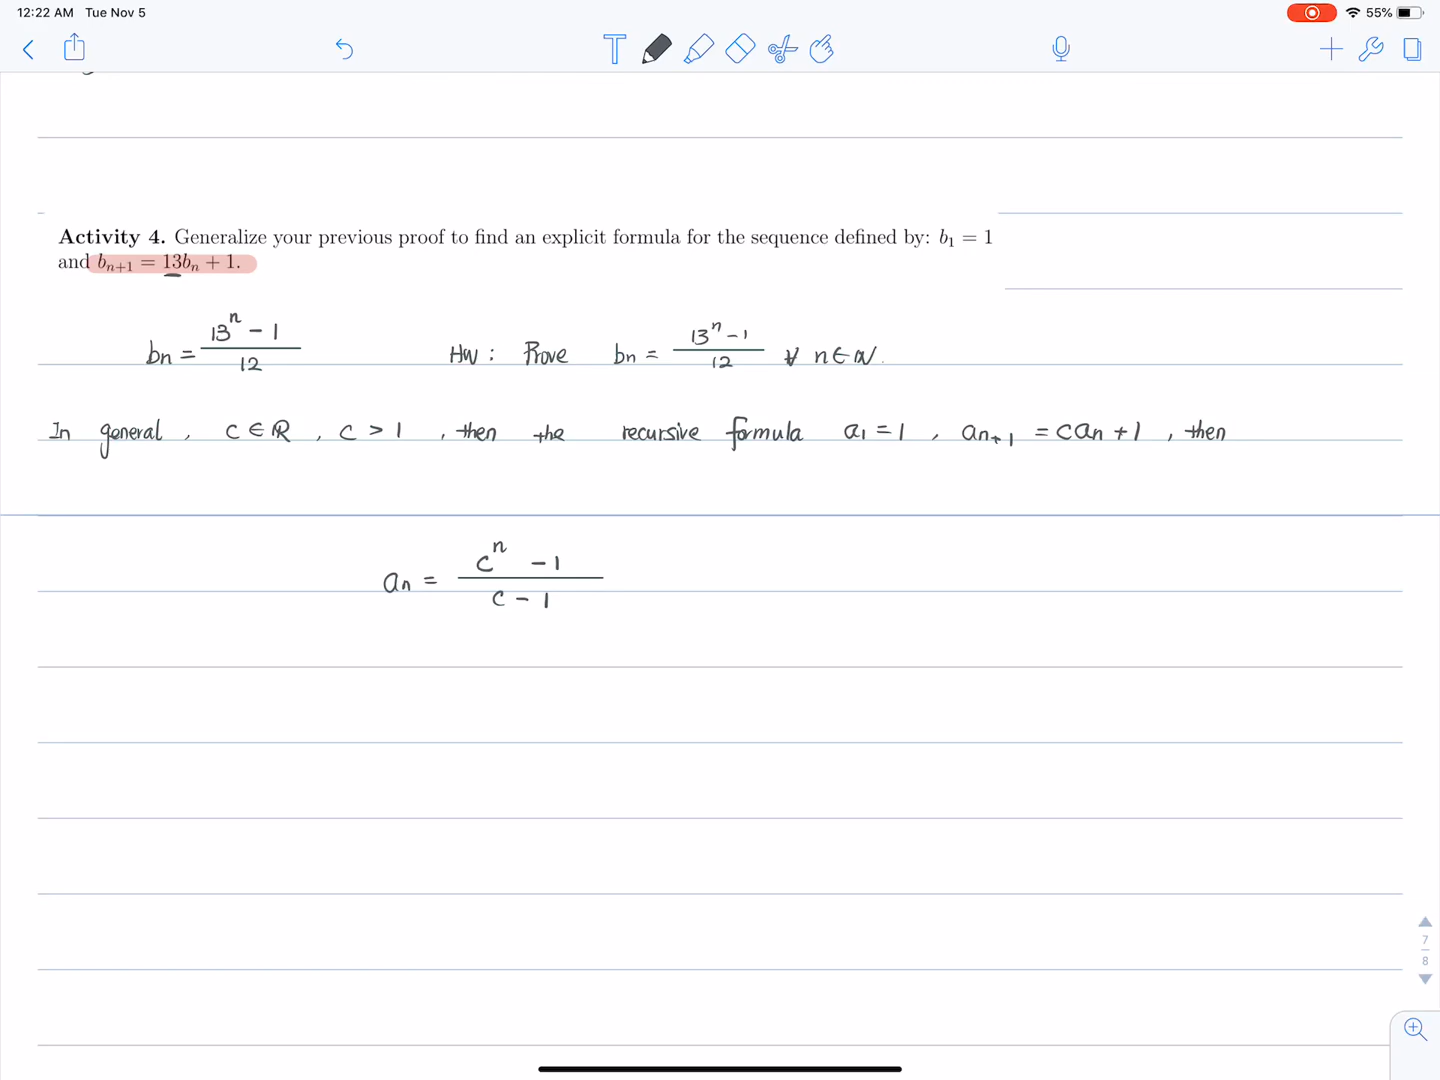 12:22 AM Tue Nov 5 55%
Activity 4. Generalize your previous proof to find an explicit formula for the sequence defined by: b₁ = 1
and bₙ₊₁ = 13bₙ + 1.
bₙ = (13ⁿ - 1)/12 HW : Prove bₙ = (13ⁿ - 1)/12 ∀ n ∈ ℕ.
In general , c ∈ ℝ , c > 1 , then the recursive formula a₁ = 1 , aₙ₊₁ = caₙ + 1 , then
aₙ = (cⁿ - 1)/(c - 1)
7
8